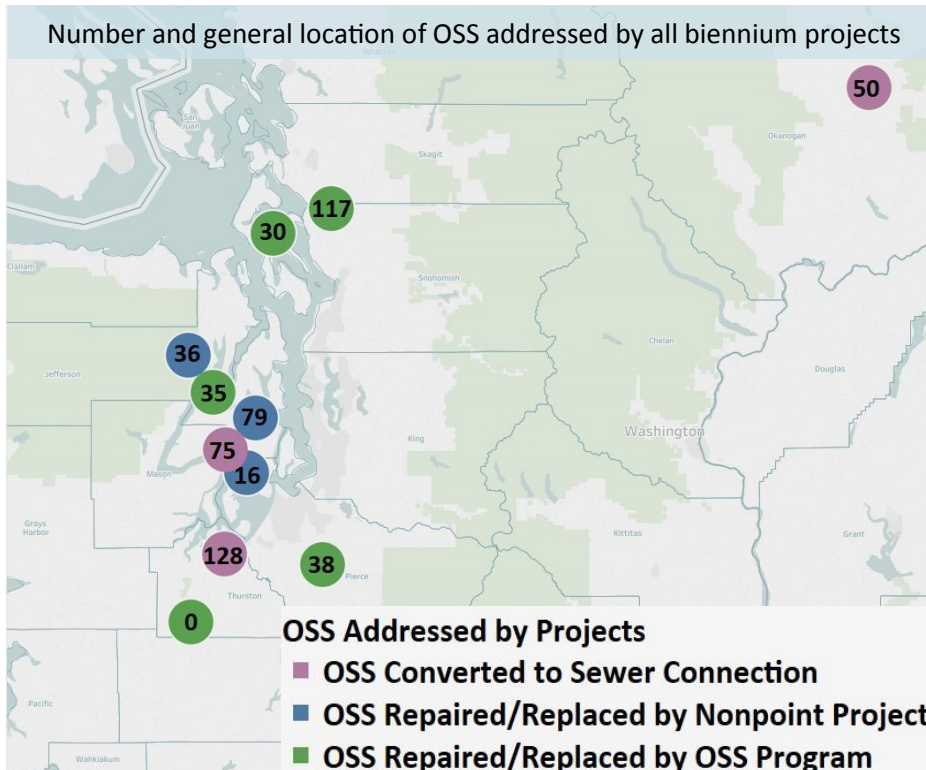 Number and general location of OSS addressed by all biennium projects
Whatcom
50
San
Juan
Okanogan
Skagit
117
30
Clallam
Snohomish
36
Chelan
Jefferson
35
Douglas
79
Washington
King
75
Mason
16
Grays
Harbor
Kittitas
Grant
128
38
Pierce
Thurston
0
OSS Addressed by Projects
OSS Converted to Sewer Connection
Pacific
OSS Repaired/Replaced by Nonpoint Project
Wahkiakum
OSS Repaired/Replaced by OSS Program